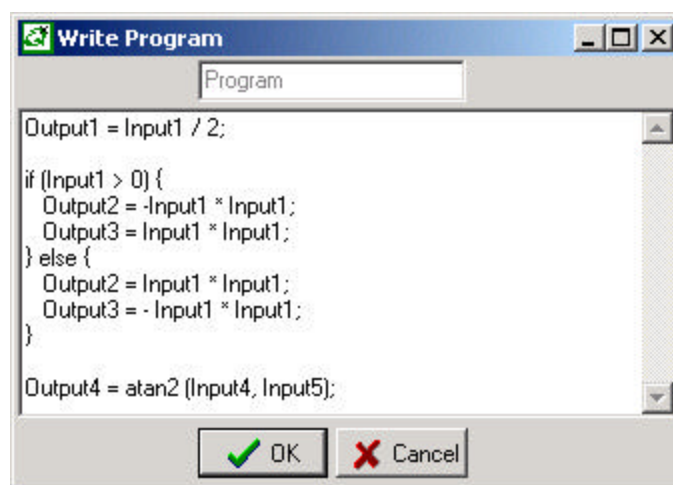 Write Program
Program
Output1 = Input1 / 2;
if (Input1 > 0) {
Output2 = -Input1 * Input1;
Output3 = Input1 * Input1;
} else {
Output2 = Input1 * Input1;
Output3 = - Input1 * Input1;
}
Output4 = atan2 (Input4, Input5);
OK
Cancel